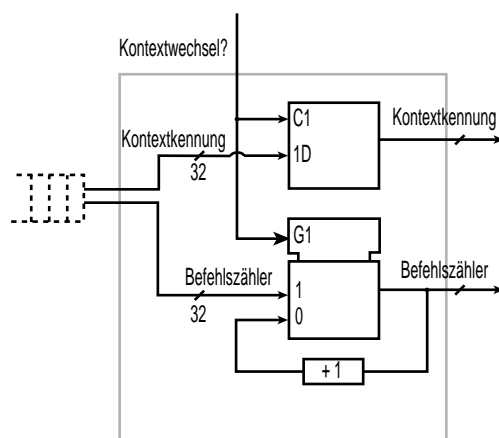 Kontextwechsel?
C1
Kontextkennung
Kontextkennung
1D
32
G1
Befehlszähler
Befehlszähler
1
32
0
+ 1